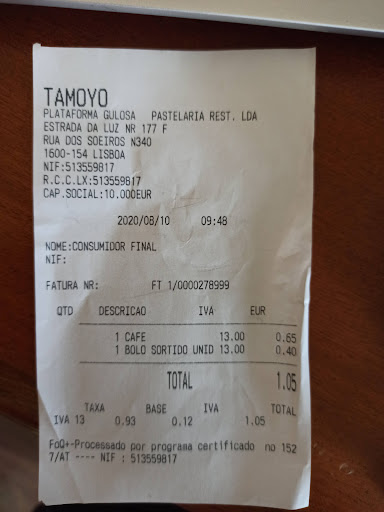 TAMOYO
PLATAFORMA GULOSA PASTELARIA REST. LDA
ESTRADA DA LUZ NR 177 F
RUA DOS SOEIROS N340
1600-154 LISBOA
NIF:513559817
R.C.C.LX:513559817
CAP.SOCIAL:10.000EUR
2020/08/10 09:48
NOME:CONSUMIDOR FINAL
NIF:
FATURA NR: FT 1/0000278999
QTD DESCRICAO IVA EUR
1 CAFE 13.00 0.65
1 BOLO SORTIDO UNID 13.00 0.40
TOTAL 1.05
TAXA BASE IVA TOTAL
IVA 13 0.93 0.12 1.05
FoQ+-Processado por programa certificado no 152
7/AT ---- NIF : 513559817